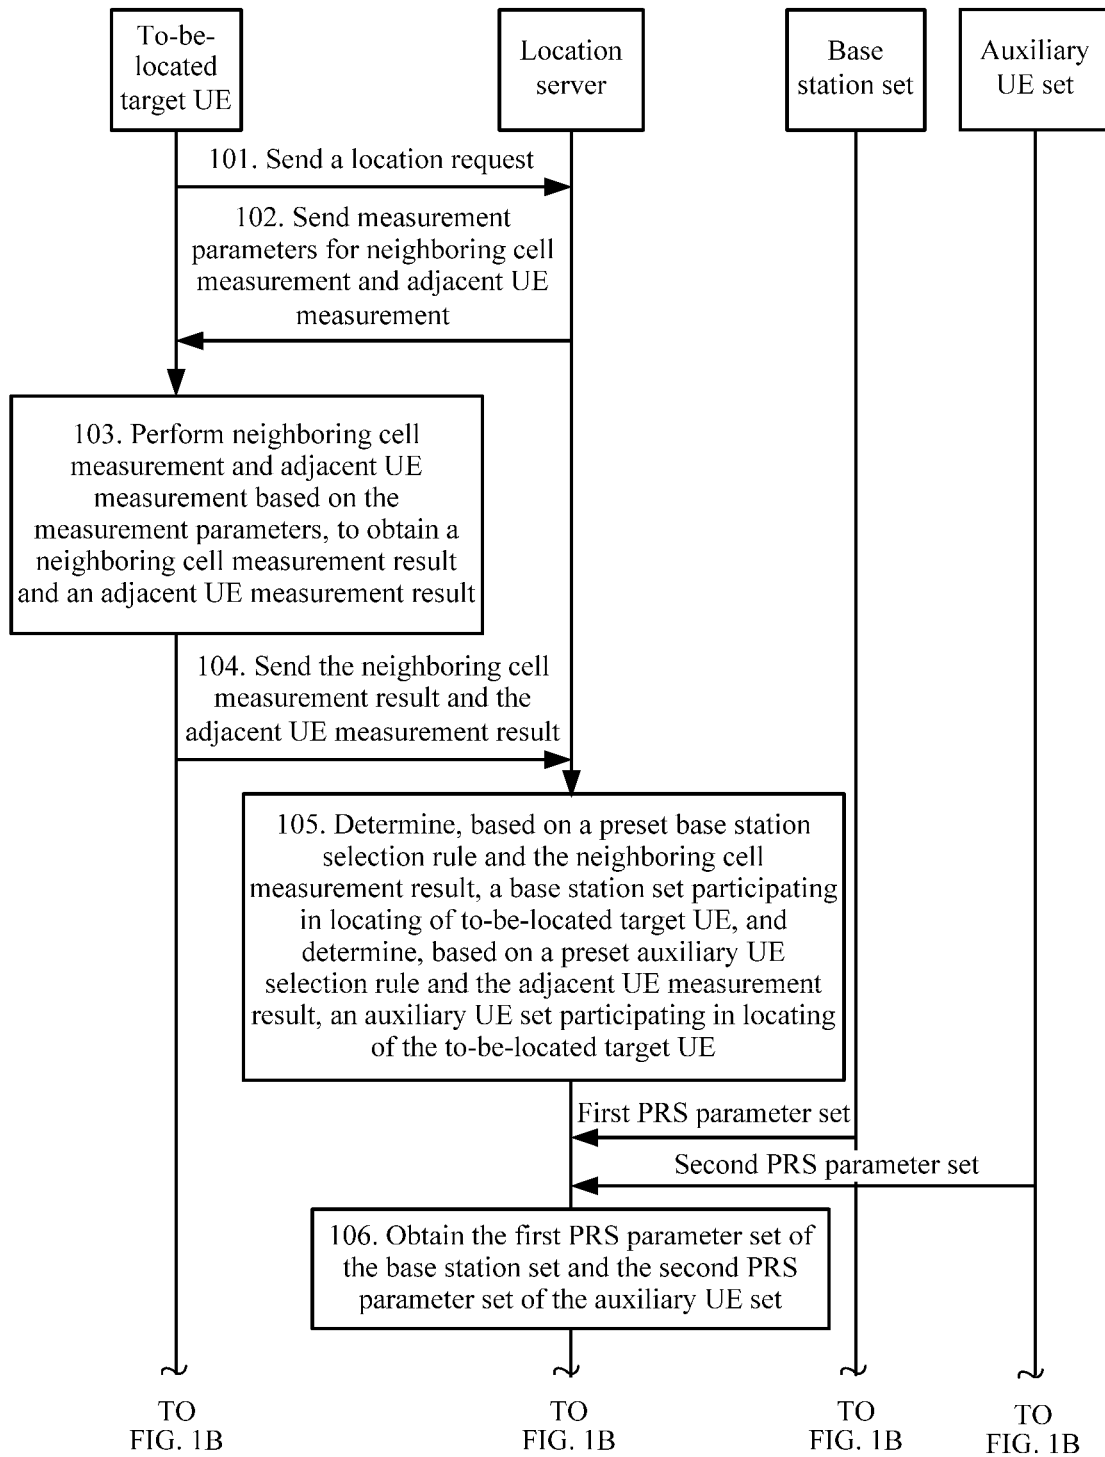 To-be-
located
target UE
Location
server
Base
station set
Auxiliary
UE set
101. Send a location request
102. Send measurement
parameters for neighboring cell
measurement and adjacent UE
measurement
103. Perform neighboring cell
measurement and adjacent UE
measurement based on the
measurement parameters, to obtain a
neighboring cell measurement result
and an adjacent UE measurement result
104. Send the neighboring cell
measurement result and the
adjacent UE measurement result
105. Determine, based on a preset base station
selection rule and the neighboring cell
measurement result, a base station set participating
in locating of to-be-located target UE, and
determine, based on a preset auxiliary UE
selection rule and the adjacent UE measurement
result, an auxiliary UE set participating in locating
of the to-be-located target UE
First PRS parameter set
Second PRS parameter set
106. Obtain the first PRS parameter set of
the base station set and the second PRS
parameter set of the auxiliary UE set
TO
FIG. 1B
TO
FIG. 1B
TO
FIG. 1B
TO
FIG. 1B